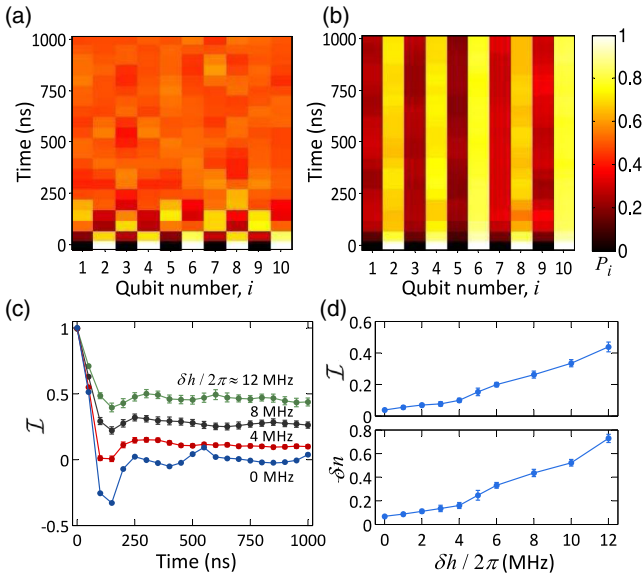 (a)
1000
750
500
250
0
Time (ns)
1 2 3 4 5 6 7 8 9 10
Qubit number, i
(b)
1000
750
500
250
0
Time (ns)
1 2 3 4 5 6 7 8 9 10
Qubit number, i
1
0.8
0.6
0.4
0.2
0
P_i
(c)
1
0.5
0
-0.5
ℐ
δh / 2π ≈ 12 MHz
8 MHz
4 MHz
0 MHz
0 250 500 750 1000
Time (ns)
(d)
0.6
0.4
0.2
0
ℐ
0.8
0.6
0.4
0.2
0
δn
0 2 4 6 8 10 12
δh / 2π (MHz)